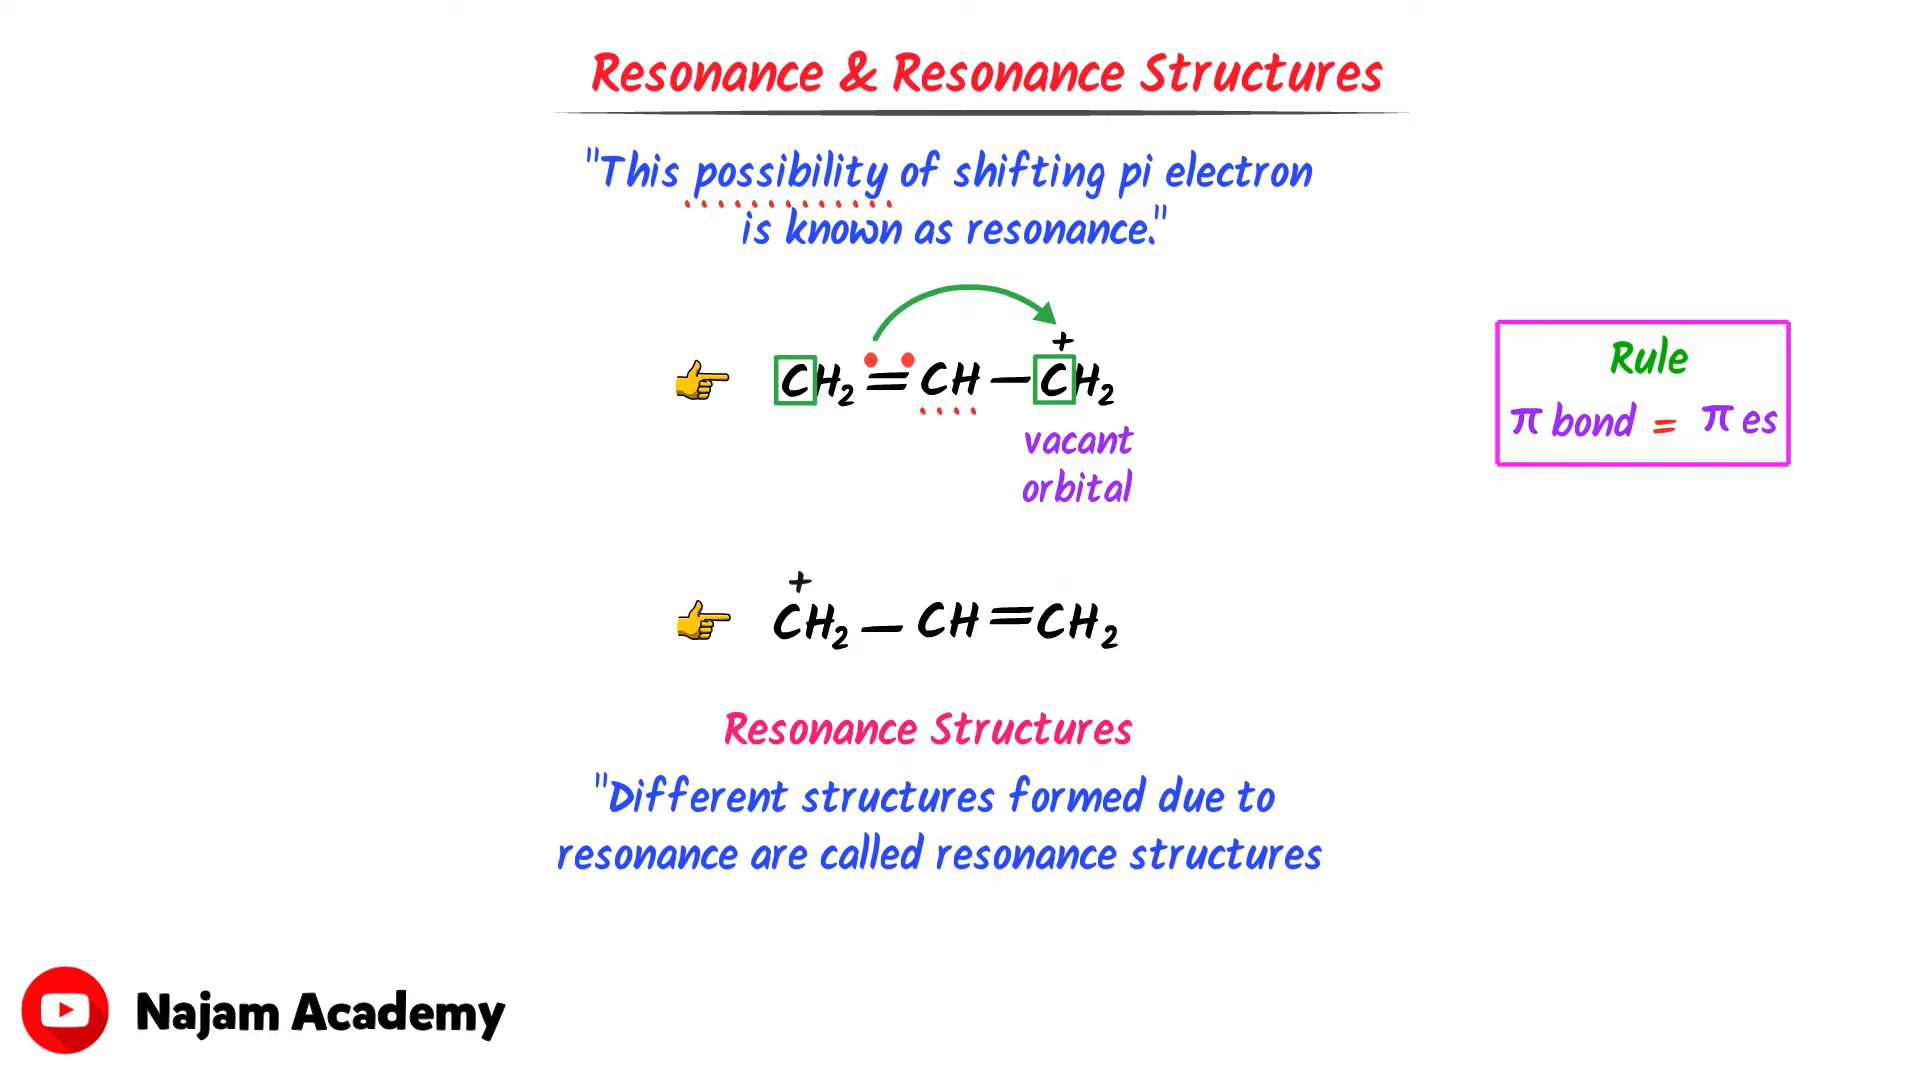 Resonance & Resonance Structures
"This possibility of shifting pi electron
is known as resonance."
+
CH₂ = CH – CH₂
vacant
orbital
Rule
π bond = π es
+
CH₂ – CH = CH₂
Resonance Structures
"Different structures formed due to
resonance are called resonance structures
Najam Academy